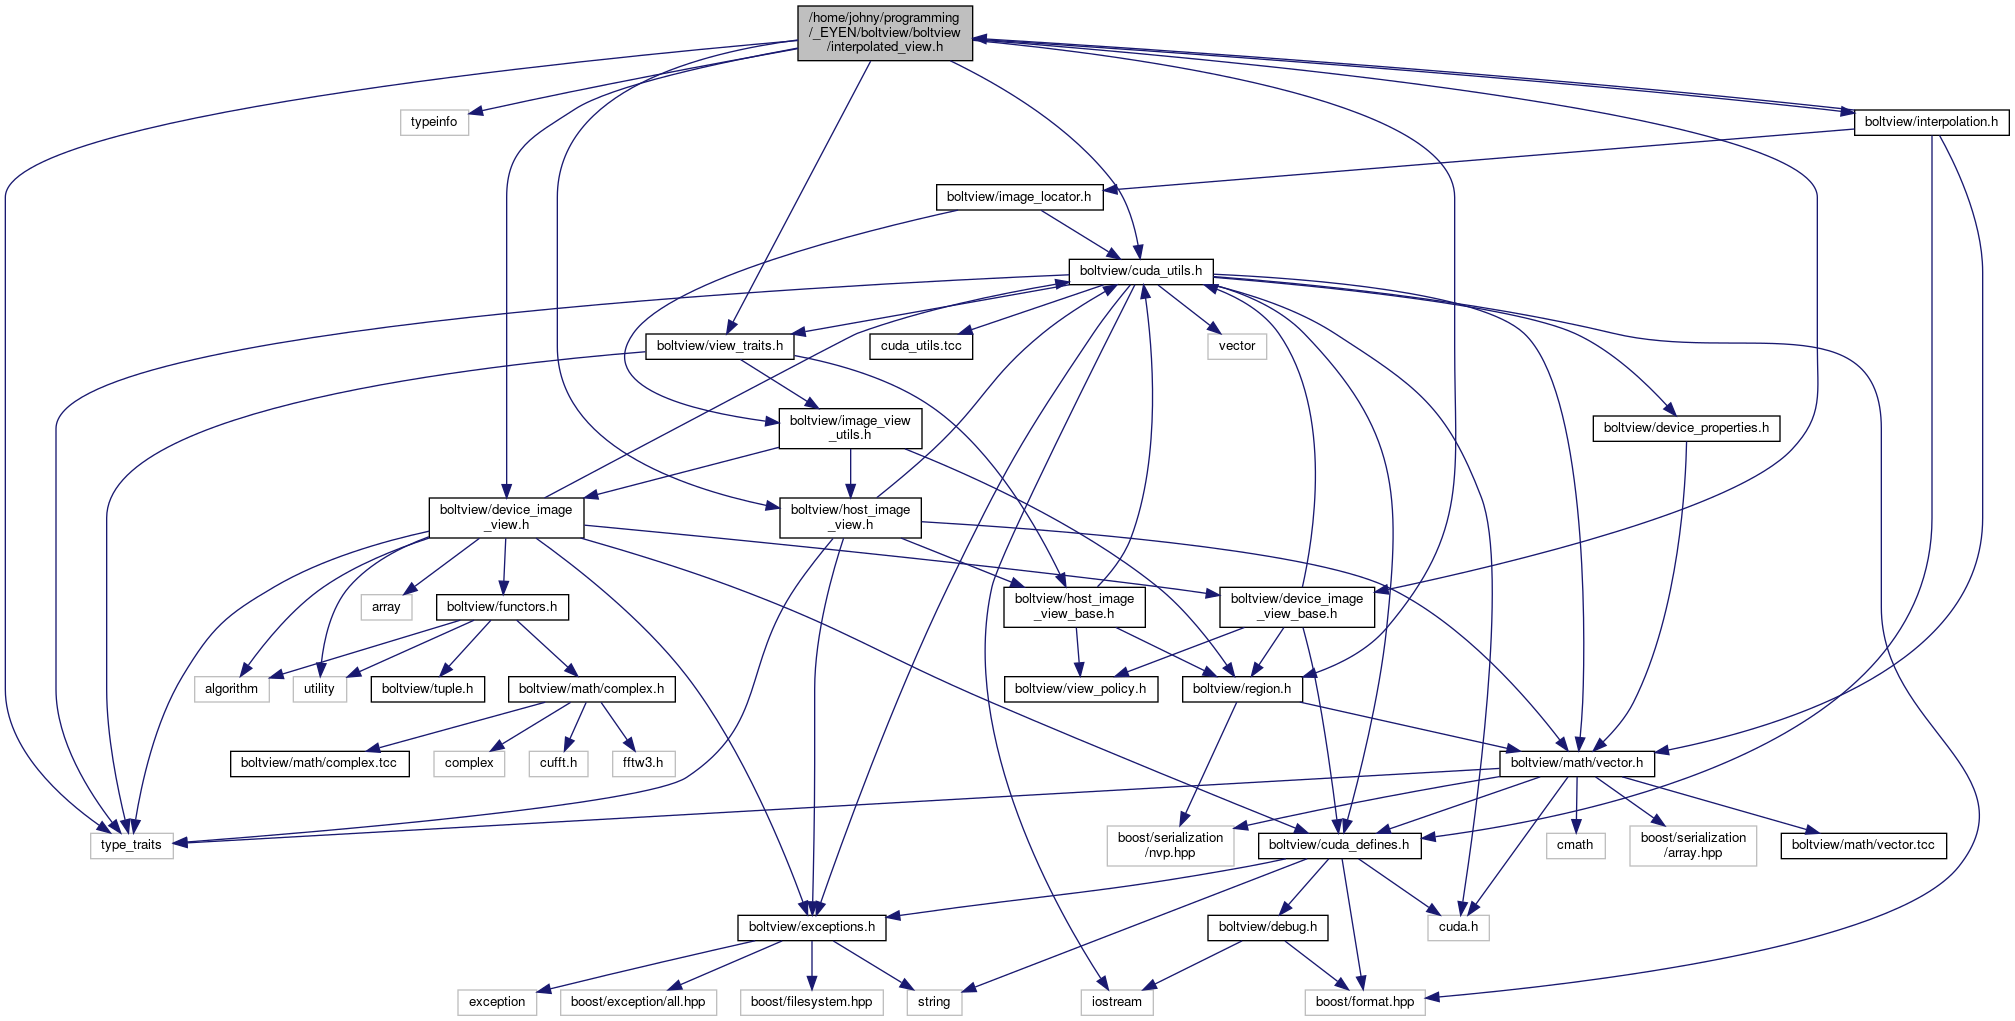 /home/johny/programming
/_EYEN/boltview/boltview
/interpolated_view.h
typeinfo
boltview/interpolation.h
boltview/image_locator.h
boltview/cuda_utils.h
boltview/view_traits.h
cuda_utils.tcc
vector
boltview/image_view
_utils.h
boltview/device_properties.h
boltview/device_image
_view.h
boltview/host_image
_view.h
array
boltview/functors.h
boltview/host_image
_view_base.h
boltview/device_image
_view_base.h
algorithm
utility
boltview/tuple.h
boltview/math/complex.h
boltview/view_policy.h
boltview/region.h
boltview/math/complex.tcc
complex
cufft.h
fftw3.h
boltview/math/vector.h
type_traits
boost/serialization
/nvp.hpp
boltview/cuda_defines.h
cmath
boost/serialization
/array.hpp
boltview/math/vector.tcc
boltview/exceptions.h
boltview/debug.h
cuda.h
exception
boost/exception/all.hpp
boost/filesystem.hpp
string
iostream
boost/format.hpp